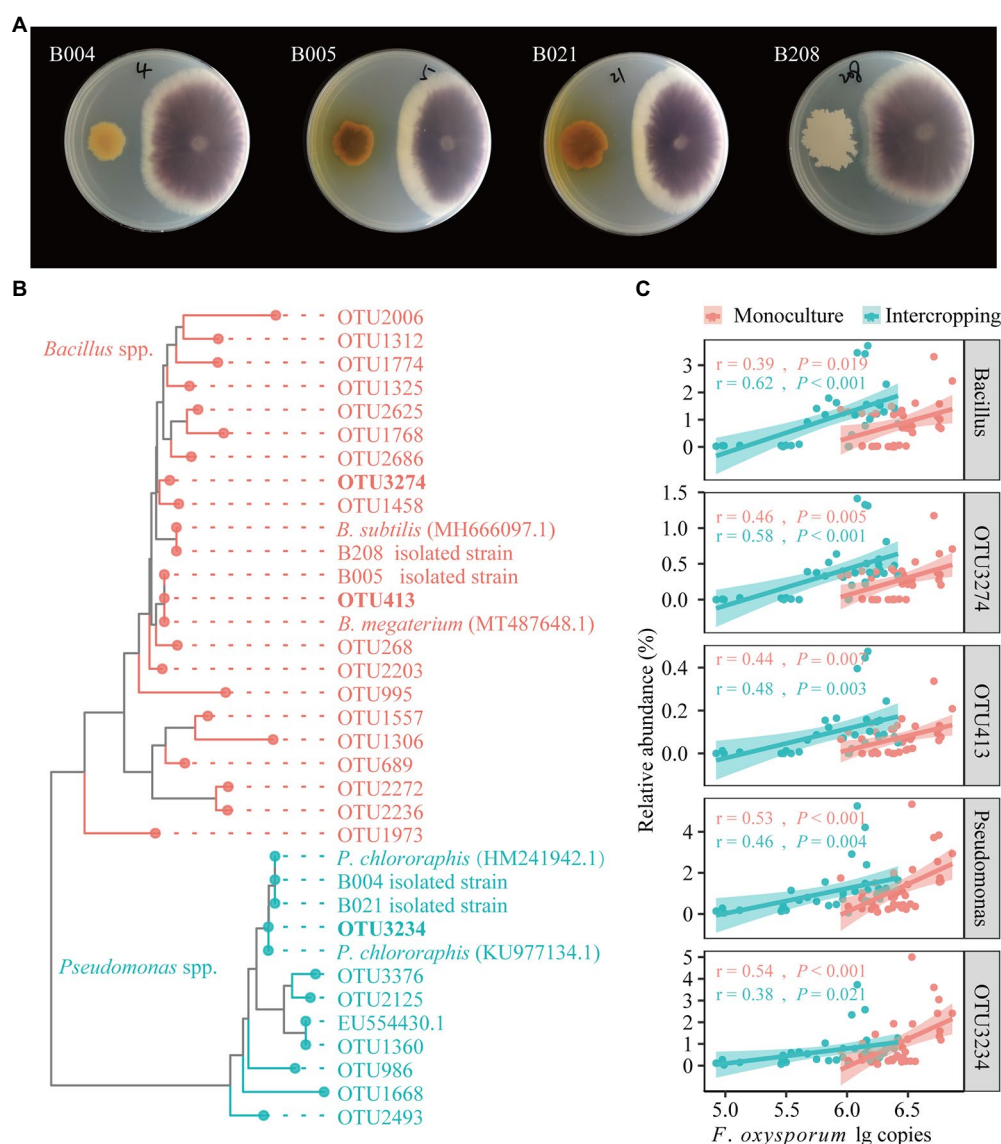 A
B004
B005
B021
B208
4
5
21
208
B
Bacillus spp.
OTU2006
OTU1312
OTU1774
OTU1325
OTU2625
OTU1768
OTU2686
OTU3274
OTU1458
B. subtilis (MH666097.1)
B208 isolated strain
B005 isolated strain
OTU413
B. megaterium (MT487648.1)
OTU268
OTU2203
OTU995
OTU1557
OTU1306
OTU689
OTU2272
OTU2236
OTU1973
Pseudomonas spp.
P. chlororaphis (HM241942.1)
B004 isolated strain
B021 isolated strain
OTU3234
P. chlororaphis (KU977134.1)
OTU3376
OTU2125
EU554430.1
OTU1360
OTU986
OTU1668
OTU2493
C
Monoculture Intercropping
Relative abundance (%)
3
2
1
0
r = 0.39 , P = 0.019
r = 0.62 , P < 0.001
Bacillus
1.5
1.0
0.5
0.0
r = 0.46 , P = 0.005
r = 0.58 , P < 0.001
OTU3274
0.4
0.2
0.0
r = 0.44 , P = 0.007
r = 0.48 , P = 0.003
OTU413
4
2
0
r = 0.53 , P < 0.001
r = 0.46 , P = 0.004
Pseudomonas
5
4
3
2
1
0
r = 0.54 , P < 0.001
r = 0.38 , P = 0.021
OTU3234
5.0 5.5 6.0 6.5
F. oxysporum lg copies